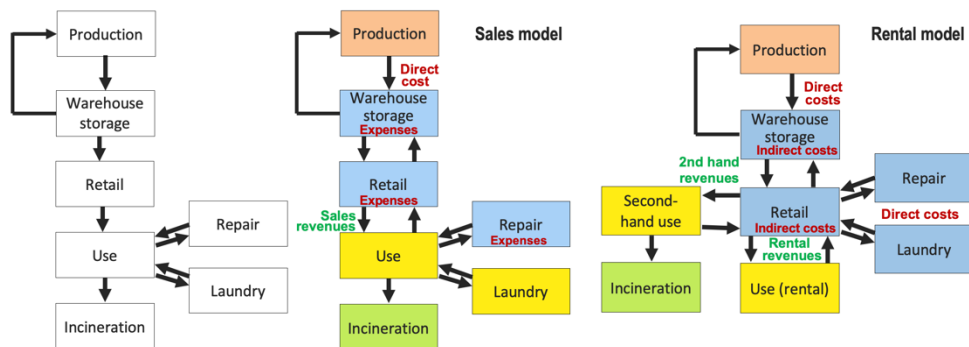 Production
Warehouse
storage
Retail
Use
Repair
Laundry
Incineration
Sales model
Production
Direct
cost
Warehouse
storage
Expenses
Retail
Expenses
Sales
revenues
Use
Repair
Expenses
Laundry
Incineration
Rental model
Production
Direct
costs
Warehouse
storage
Indirect costs
2nd hand
revenues
Second-
hand use
Retail
Indirect costs
Rental
revenues
Repair
Direct costs
Laundry
Incineration
Use (rental)